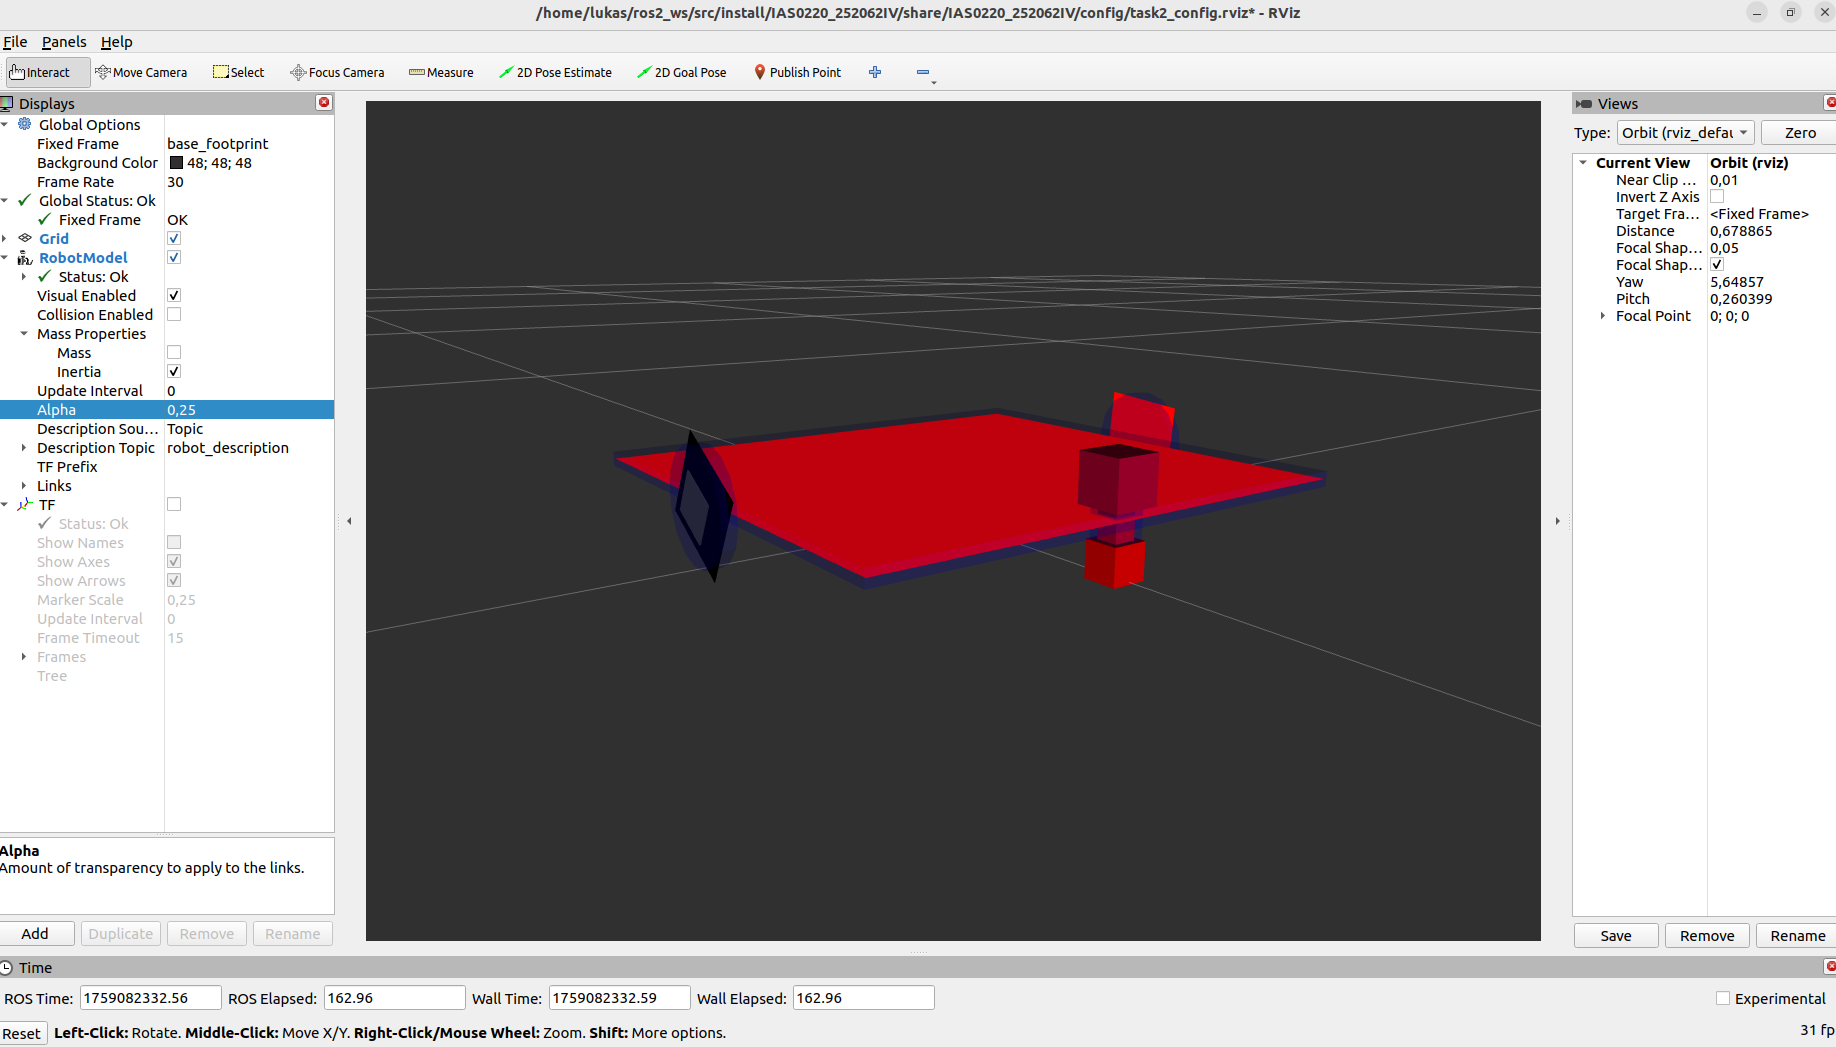 /home/lukas/ros2_ws/src/install/IAS0220_252062IV/share/IAS0220_252062IV/config/task2_config.rviz* - RViz
File Panels Help
Interact Move Camera Select Focus Camera Measure 2D Pose Estimate 2D Goal Pose Publish Point
Displays
Global Options
Fixed Frame base_footprint
Background Color 48; 48; 48
Frame Rate 30
Global Status: Ok
Fixed Frame OK
Grid
RobotModel
Status: Ok
Visual Enabled
Collision Enabled
Mass Properties
Mass
Inertia
Update Interval 0
Alpha 0,25
Description Sou... Topic
Description Topic robot_description
TF Prefix
Links
TF
Status: Ok
Show Names
Show Axes
Show Arrows
Marker Scale 0,25
Update Interval 0
Frame Timeout 15
Frames
Tree
Alpha
Amount of transparency to apply to the links.
Add Duplicate Remove Rename
Views
Type: Orbit (rviz_defau Zero
Current View Orbit (rviz)
Near Clip ... 0,01
Invert Z Axis
Target Fra... <Fixed Frame>
Distance 0,678865
Focal Shap... 0,05
Focal Shap...
Yaw 5,64857
Pitch 0,260399
Focal Point 0; 0; 0
Save Remove Rename
Time
ROS Time: 1759082332.56 ROS Elapsed: 162.96 Wall Time: 1759082332.59 Wall Elapsed: 162.96 Experimental
Reset Left-Click: Rotate. Middle-Click: Move X/Y. Right-Click/Mouse Wheel: Zoom. Shift: More options. 31 fp